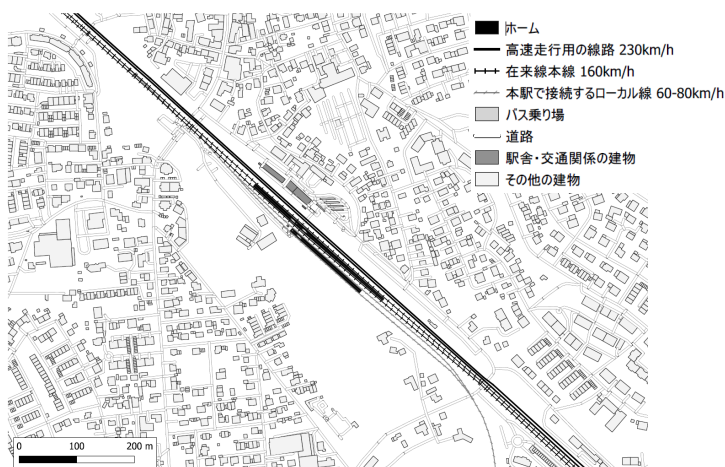 ホーム
高速走行用の線路 230km/h
在来線本線 160km/h
本駅で接続するローカル線 60-80km/h
バス乗り場
道路
駅舎・交通関係の建物
その他の建物
0 100 200 m